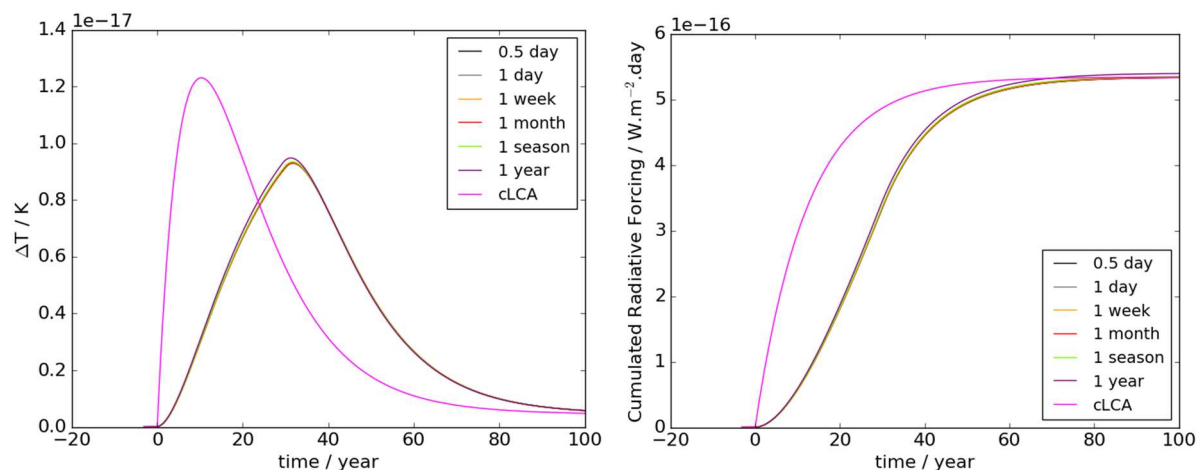 1e−17
1.4
1.2
1.0
0.8
0.6
0.4
0.2
0.0
ΔT / K
−20
0
20
40
60
80
100
time / year
0.5 day
1 day
1 week
1 month
1 season
1 year
cLCA
1e−16
6
5
4
3
2
1
0
Cumulated Radiative Forcing / W.m⁻².day
−20
0
20
40
60
80
100
time / year
0.5 day
1 day
1 week
1 month
1 season
1 year
cLCA